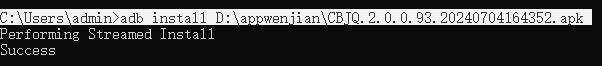 C:\Users\admin>adb install D:\appwenjian\CBJQ.2.0.0.93.20240704164352.apk
Performing Streamed Install
Success